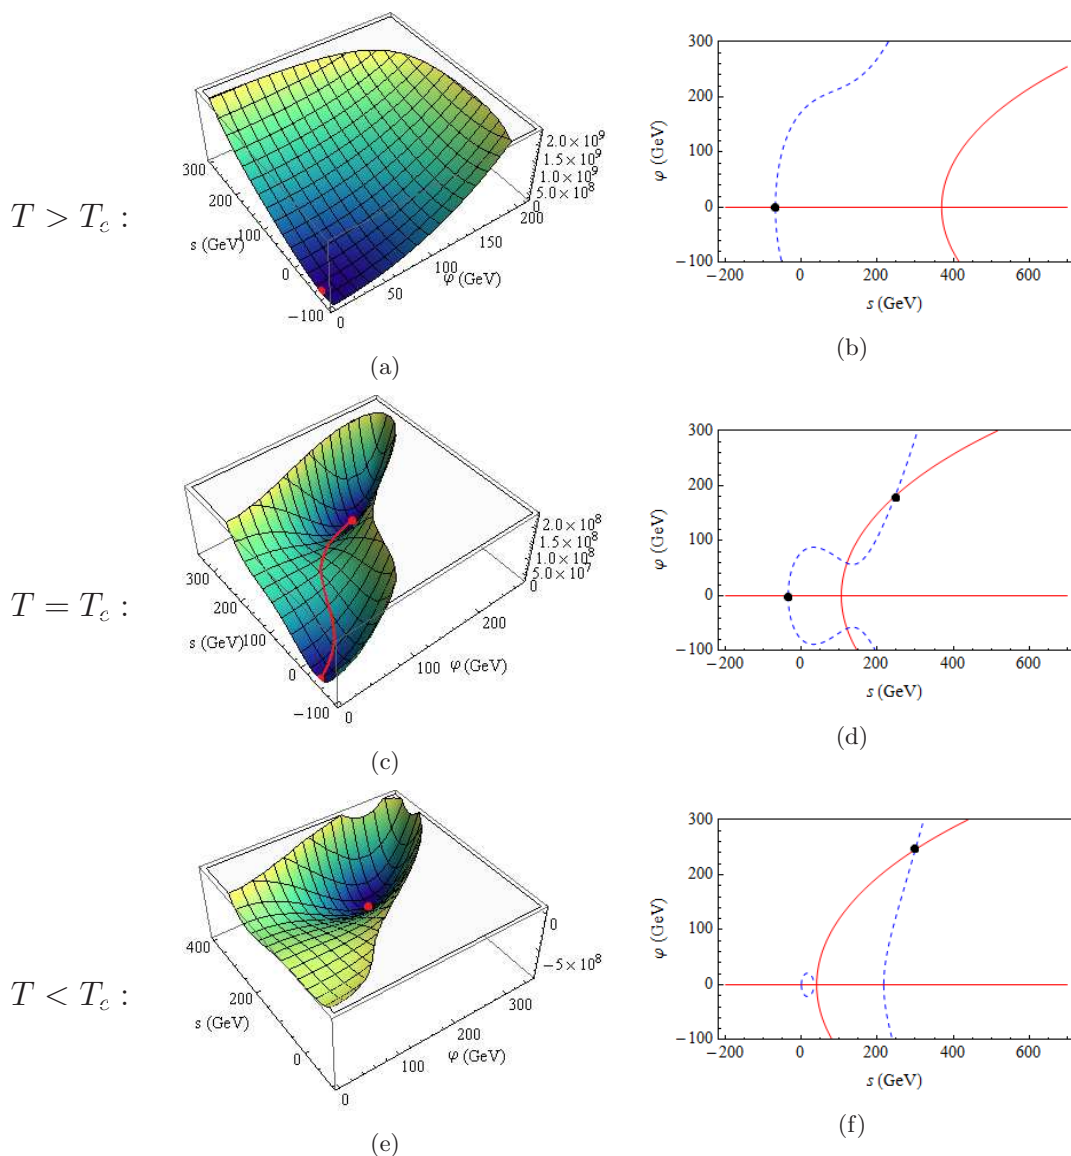 T > T_c :
2.0×10^9
1.5×10^9
1.0×10^9
5.0×10^8
0
200
150
100
50
0
φ (GeV)
300
200
100
0
−100
s (GeV)
(a)
300
200
100
0
−100
φ (GeV)
−200 0 200 400 600
s (GeV)
(b)
T = T_c :
2.0×10^8
1.5×10^8
1.0×10^8
5.0×10^7
0
200
100
0
φ (GeV)
300
200
100
0
−100
s (GeV)
(c)
300
200
100
0
−100
φ (GeV)
−200 0 200 400 600
s (GeV)
(d)
T < T_c :
0
−5×10^8
300
200
100
0
φ (GeV)
400
200
0
s (GeV)
(e)
300
200
100
0
−100
φ (GeV)
−200 0 200 400 600
s (GeV)
(f)